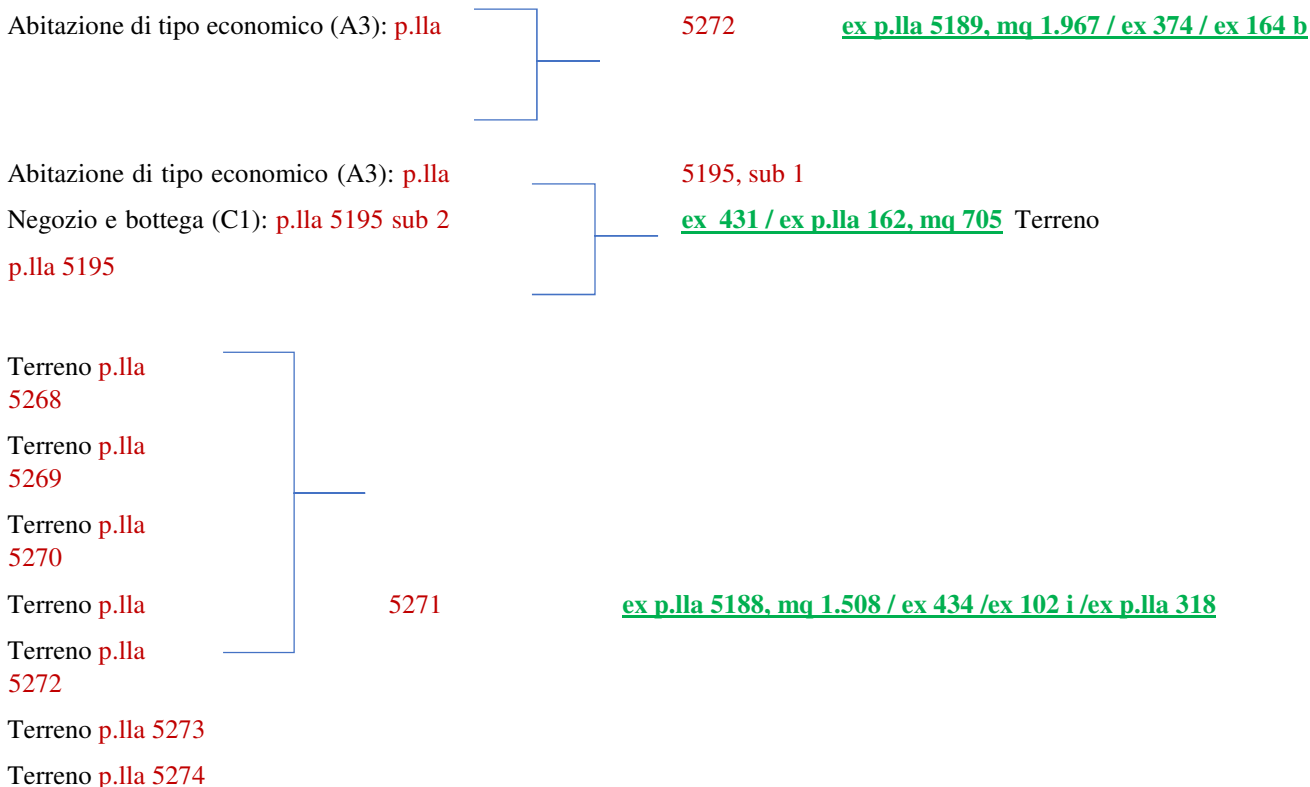 Abitazione di tipo economico (A3): p.lla 5272 ex p.lla 5189, mq 1.967 / ex 374 / ex 164 b
Abitazione di tipo economico (A3): p.lla 5195, sub 1
Negozio e bottega (C1): p.lla 5195 sub 2 ex 431 / ex p.lla 162, mq 705 Terreno
p.lla 5195
Terreno p.lla
5268
Terreno p.lla
5269
Terreno p.lla
5270
Terreno p.lla 5271 ex p.lla 5188, mq 1.508 / ex 434 /ex 102 i /ex p.lla 318
Terreno p.lla
5272
Terreno p.lla 5273
Terreno p.lla 5274